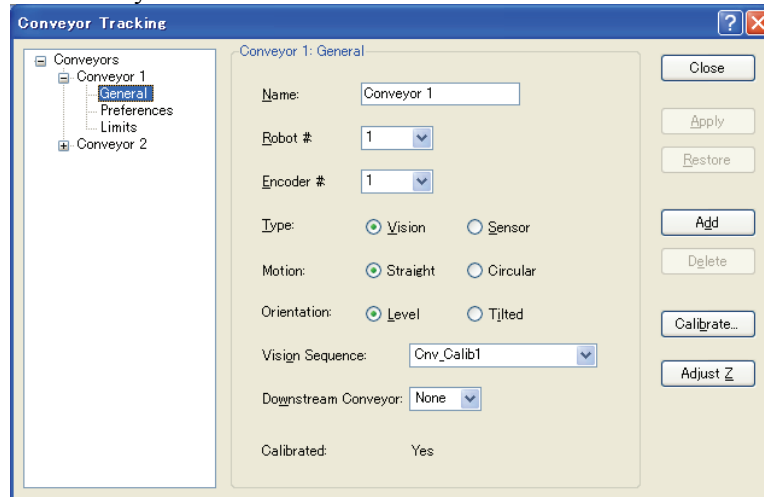 Conveyor Tracking
Conveyors
Conveyor 1
General
Preferences
Limits
Conveyor 2
Conveyor 1: General
Name: Conveyor 1
Robot # 1
Encoder # 1
Type: Vision Sensor
Motion: Straight Circular
Orientation: Level Tilted
Vision Sequence: Cnv_Calib1
Downstream Conveyor: None
Calibrated: Yes
Close
Apply
Restore
Add
Delete
Calibrate...
Adjust Z